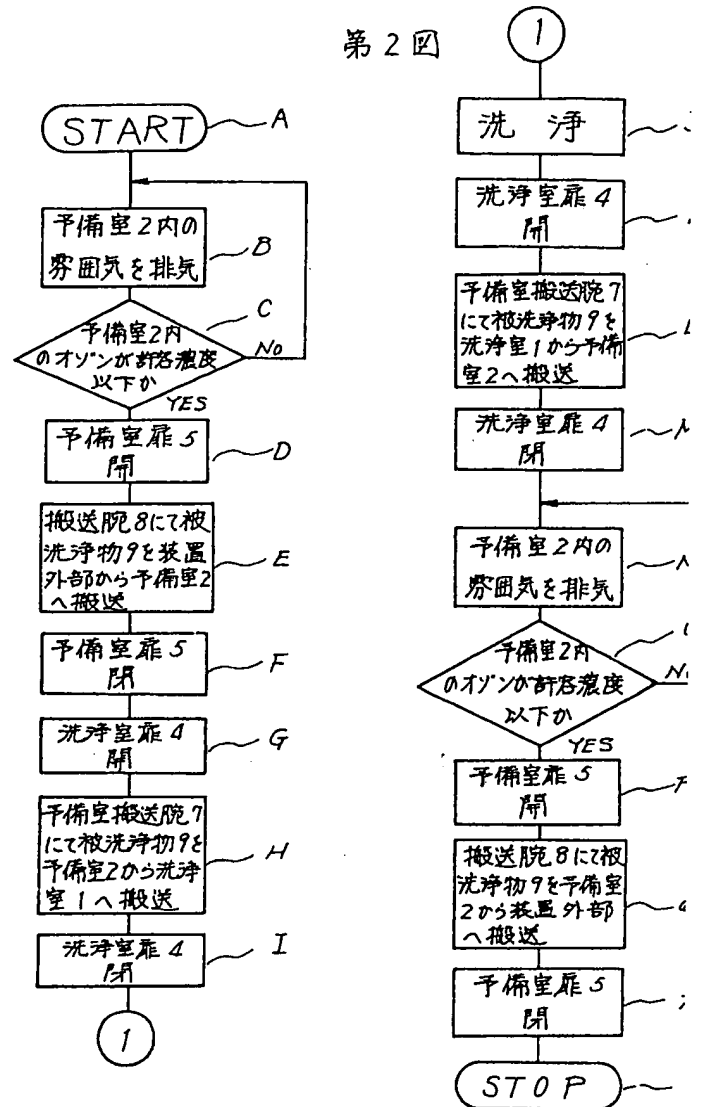 第2図
START
A
予備室2内の
雰囲気を排気
B
予備室2内
のオゾンが許容濃度
以下か
C
No
YES
予備室扉5
開
D
搬送腕8にて被
洗浄物9を装置
外部から予備室2
へ搬送
E
予備室扉5
閉
F
洗浄室扉4
開
G
予備室搬送腕7
にて被洗浄物9を
予備室2から洗浄
室1へ搬送
H
洗浄室扉4
閉
I
1
1
洗 浄
洗浄室扉4
開
予備室搬送腕7
にて被洗浄物9を
洗浄室1から予備
室2へ搬送
洗浄室扉4
閉
予備室2内の
雰囲気を排気
予備室2内
のオゾンが許容濃度
以下か
YES
予備室扉5
開
搬送腕8にて被
洗浄物9を予備室
2から装置外部
へ搬送
予備室扉5
STOP